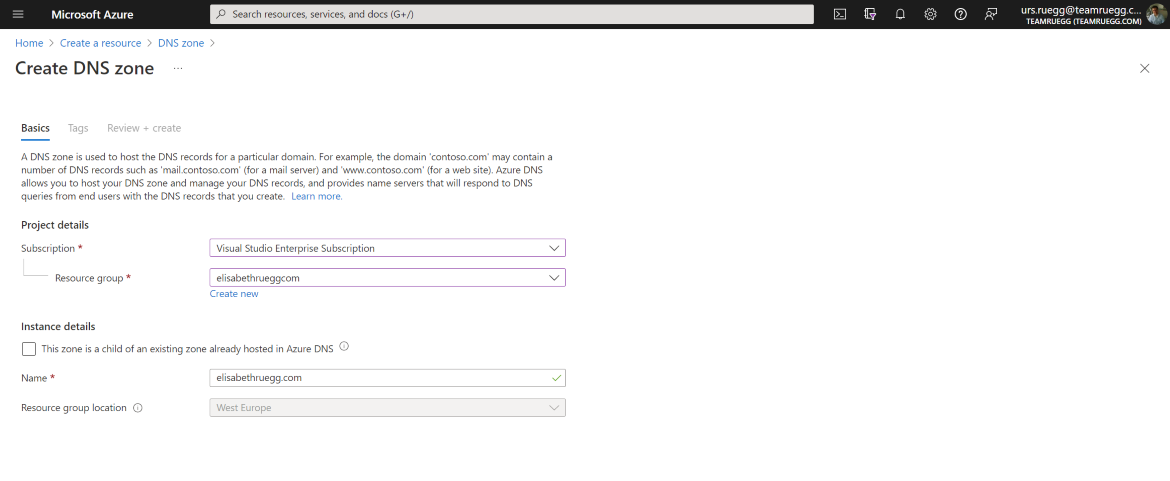 Microsoft Azure
Search resources, services, and docs (G+/)
urs.ruegg@teamruegg.c...
TEAMRUEGG (TEAMRUEGG.COM)
Home > Create a resource > DNS zone >
Create DNS zone ...
Basics Tags Review + create
A DNS zone is used to host the DNS records for a particular domain. For example, the domain 'contoso.com' may contain a
number of DNS records such as 'mail.contoso.com' (for a mail server) and 'www.contoso.com' (for a web site). Azure DNS
allows you to host your DNS zone and manage your DNS records, and provides name servers that will respond to DNS
queries from end users with the DNS records that you create. Learn more.
Project details
Subscription * Visual Studio Enterprise Subscription
Resource group * elisabethrueggcom
Create new
Instance details
This zone is a child of an existing zone already hosted in Azure DNS
Name * elisabethruegg.com
Resource group location West Europe